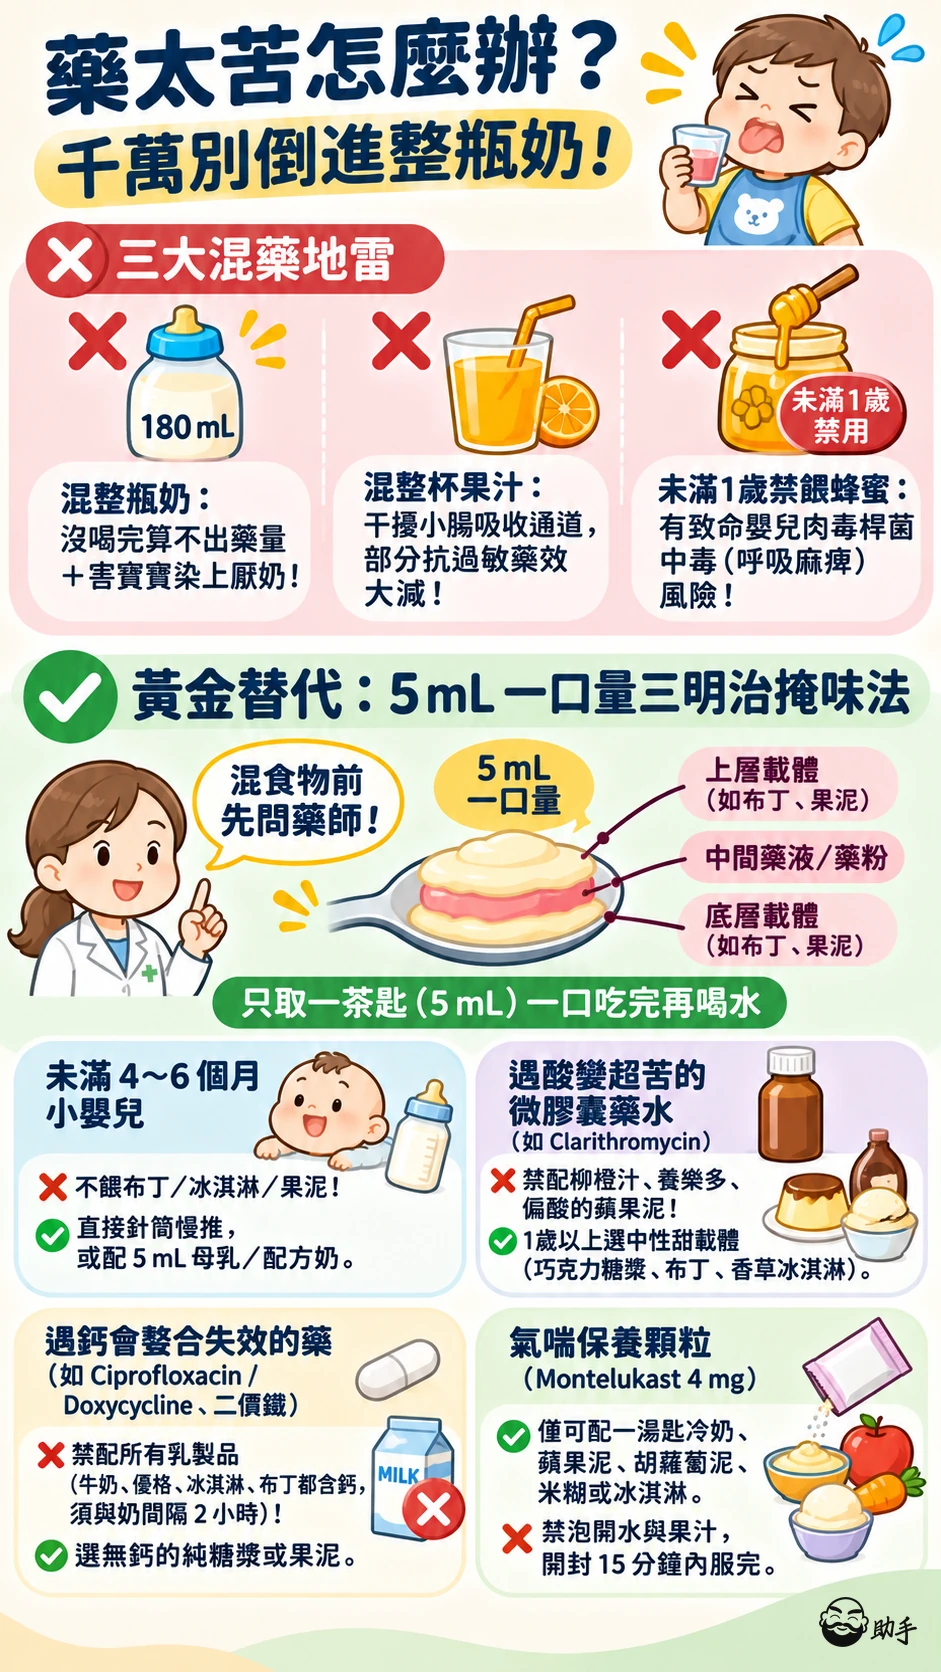 藥太苦怎麼辦？
千萬別倒進整瓶奶！
三大混藥地雷
180 mL
未滿1歲
禁用
混整瓶奶：
沒喝完算不出藥量
＋害寶寶染上厭奶！
混整杯果汁：
干擾小腸吸收通道，
部分抗過敏藥效
大減！
未滿1歲禁餵蜂蜜：
有致命嬰兒肉毒桿菌
中毒（呼吸麻痺）
風險！
黃金替代：5 mL 一口量三明治掩味法
混食物前
先問藥師！
5 mL
一口量
上層載體
（如布丁、果泥）
中間藥液／藥粉
底層載體
（如布丁、果泥）
只取一茶匙（5 mL）一口吃完再喝水
未滿 4～6 個月
小嬰兒
不餵布丁／冰淇淋／果泥！
直接針筒慢推，
或配 5 mL 母乳／配方奶。
遇酸變超苦的
微膠囊藥水
（如 Clarithromycin）
禁配柳橙汁、養樂多、
偏酸的蘋果泥！
1歲以上選中性甜載體
（巧克力糖漿、布丁、香草冰淇淋）。
遇鈣會螯合失效的藥
（如 Ciprofloxacin /
Doxycycline、二價鐵）
禁配所有乳製品
（牛奶、優格、冰淇淋、布丁都含鈣，
須與奶間隔 2 小時）！
MILK
選無鈣的純糖漿或果泥。
氣喘保養顆粒
（Montelukast 4 mg）
僅可配一湯匙冷奶、
蘋果泥、胡蘿蔔泥、
米糊或冰淇淋。
禁泡開水與果汁，
開封 15 分鐘內服完。
助手